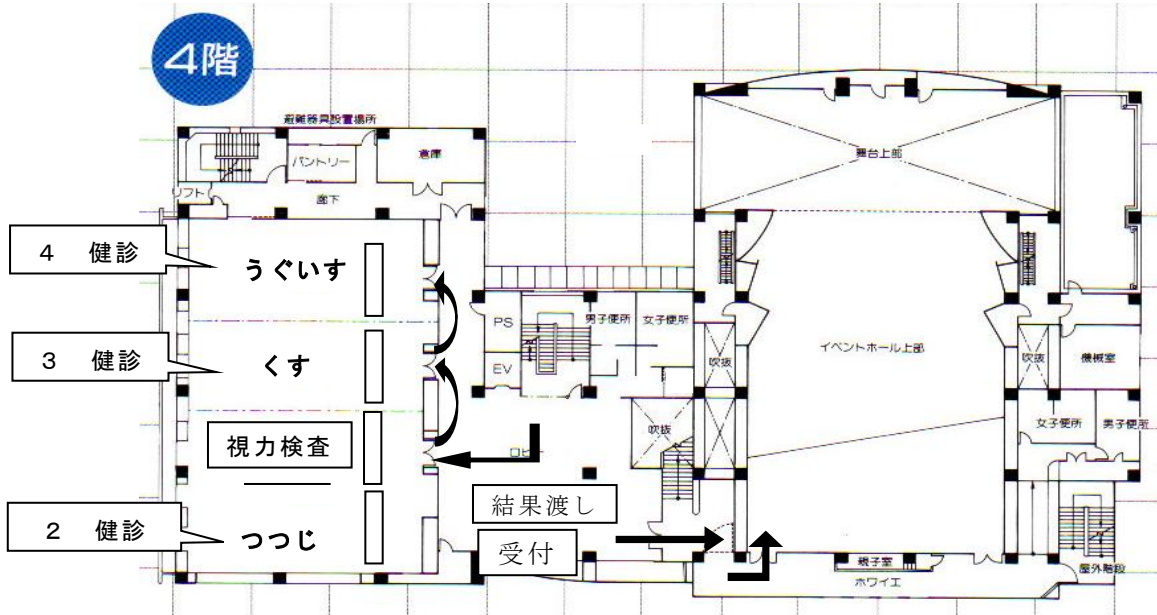 4階
避難器具設置場所
パントリー
倉庫
リフト
廊下
舞台上部
4 健診
うぐいす
PS
男子便所
女子便所
イベントホール上部
吹抜
吹抜
機械室
3 健診
くす
EV
女子便所
男子便所
視力検査
吹抜
結果渡し
2 健診
つつじ
受付
親子室
ホワイエ
屋外階段